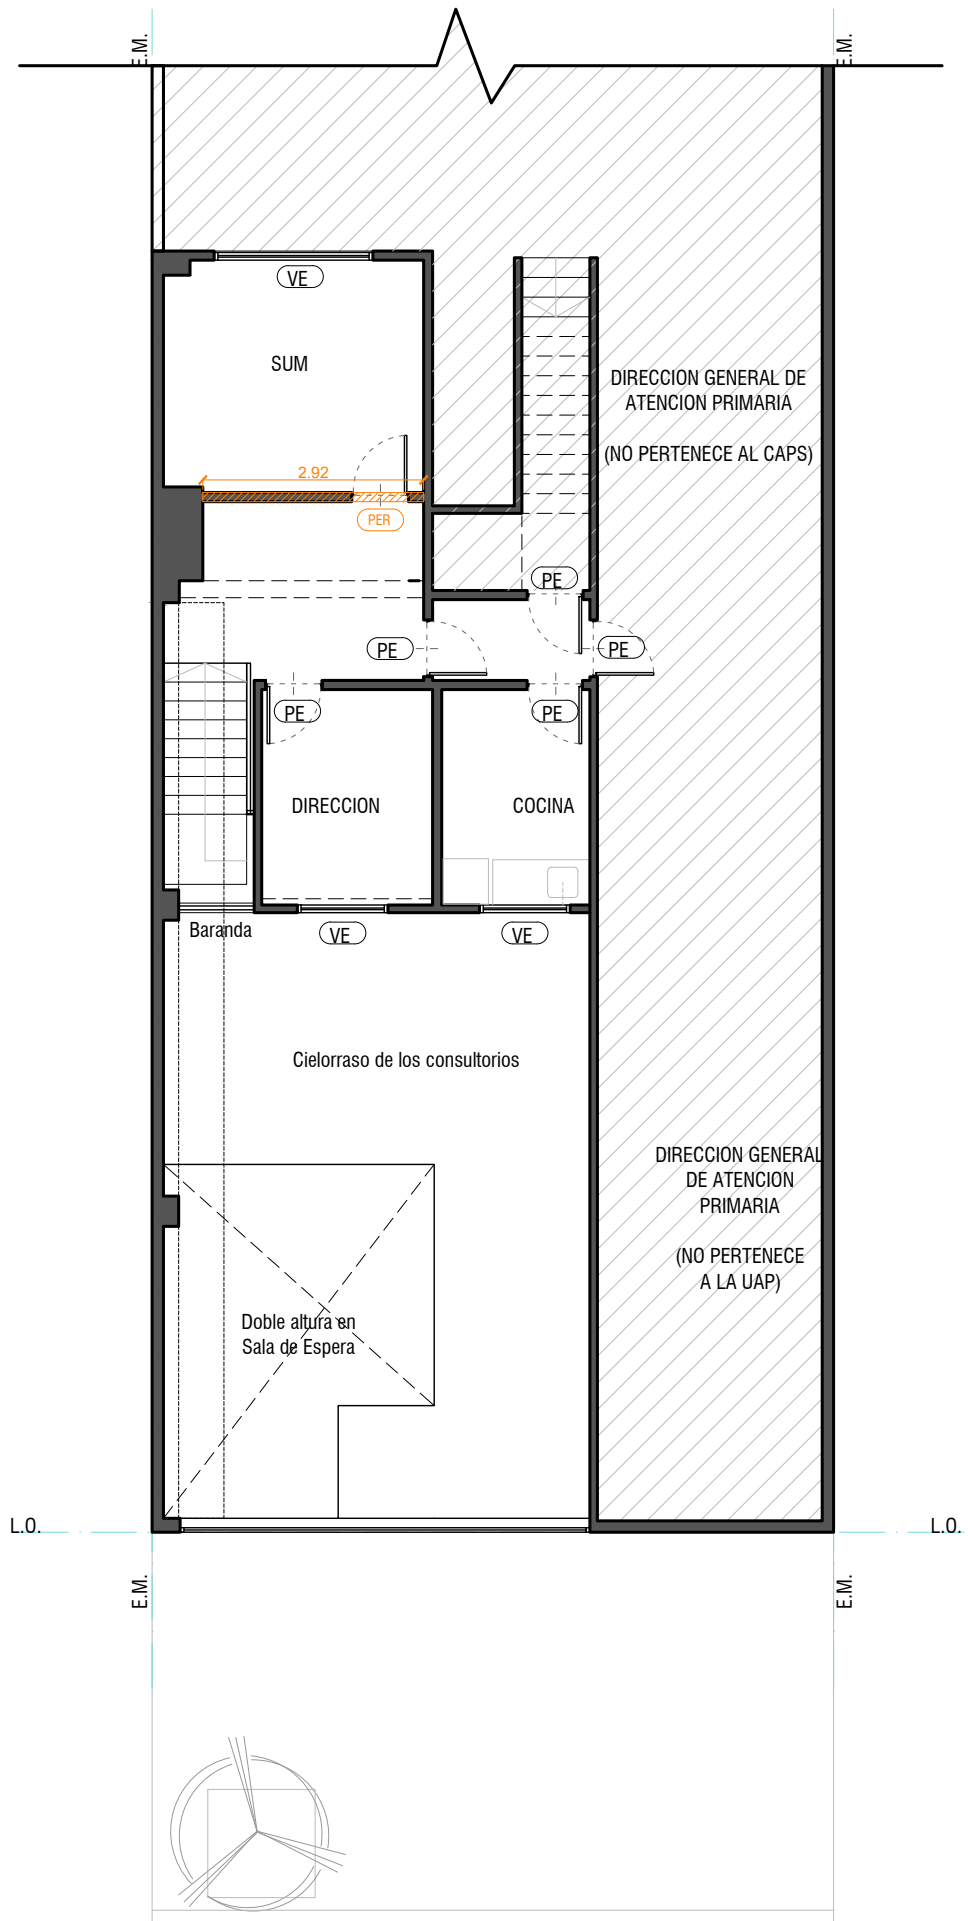 E.M.
E.M.
VE
SUM
DIRECCION GENERAL DE
ATENCION PRIMARIA
(NO PERTENECE AL CAPS)
2.92
PER
PE
PE
PE
PE
PE
DIRECCION
COCINA
Baranda
VE
VE
Cielorraso de los consultorios
DIRECCION GENERAL
DE ATENCION
PRIMARIA
(NO PERTENECE
A LA UAP)
Doble altura en
Sala de Espera
L.O.
L.O.
E.M.
E.M.